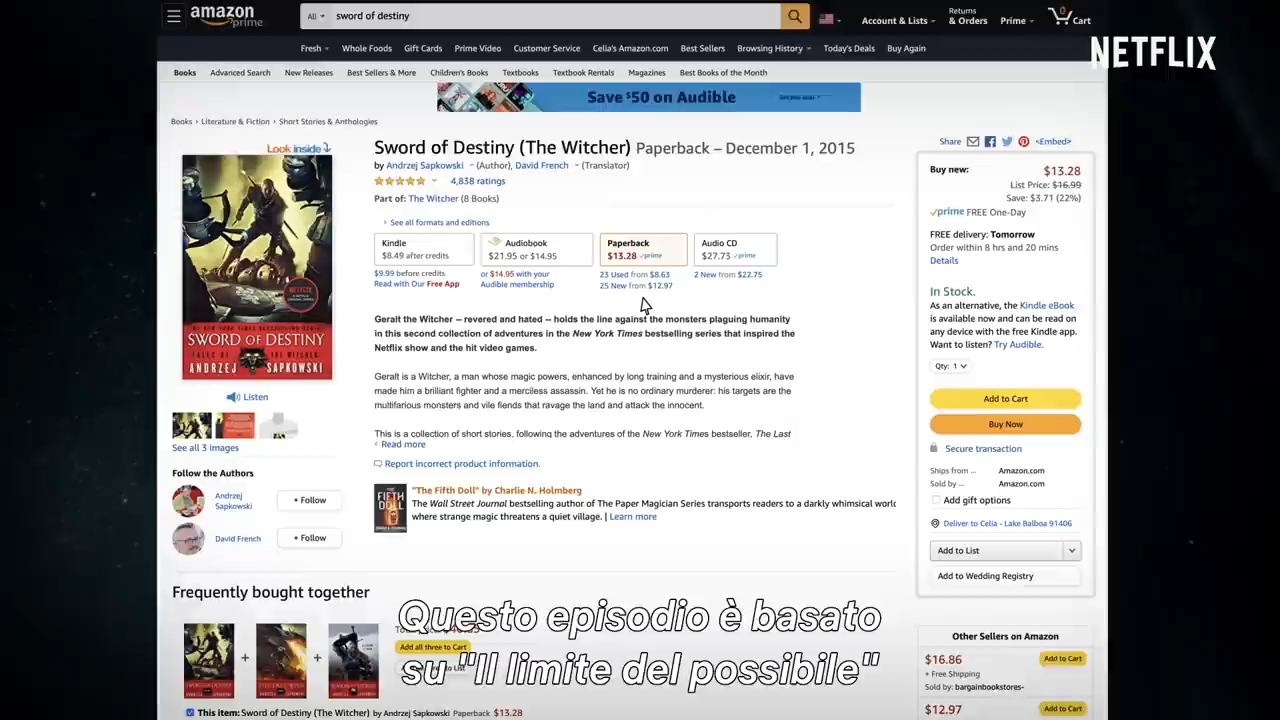 amazon
prime
All
sword of destiny
Account & Lists
Returns
& Orders
Prime
0
Cart
Fresh
Whole Foods
Gift Cards
Prime Video
Customer Service
Celia's Amazon.com
Best Sellers
Browsing History
Today's Deals
Buy Again
NETFLIX
Books
Advanced Search
New Releases
Best Sellers & More
Children's Books
Textbooks
Textbook Rentals
Magazines
Best Books of the Month
Save $50 on Audible
Books › Literature & Fiction › Short Stories & Anthologies
Look inside
NETFLIX
SWORD OF DESTINY
TALES OF THE WITCHER
ANDRZEJ SAPKOWSKI
Listen
See all 3 images
Follow the Authors
Andrzej
Sapkowski
+ Follow
David French
+ Follow
Sword of Destiny (The Witcher) Paperback – December 1, 2015
by Andrzej Sapkowski (Author), David French (Translator)
4,838 ratings
Part of: The Witcher (8 Books)
› See all formats and editions
Kindle
$8.49 after credits
$9.99 before credits
Read with Our Free App
Audiobook
$21.95 or $14.95
or $14.95 with your
Audible membership
Paperback
$13.28 prime
23 Used from $8.63
25 New from $12.97
Audio CD
$27.73 prime
2 New from $22.75
Geralt the Witcher -- revered and hated -- holds the line against the monsters plaguing humanity
in this second collection of adventures in the New York Times bestselling series that inspired the
Netflix show and the hit video games.
Geralt is a Witcher, a man whose magic powers, enhanced by long training and a mysterious elixir, have
made him a brilliant fighter and a merciless assassin. Yet he is no ordinary murderer: his targets are the
multifarious monsters and vile fiends that ravage the land and attack the innocent.
This is a collection of short stories, following the adventures of the New York Times bestseller, The Last
‹ Read more
Report incorrect product information.
THE
FIFTH
DOLL
"The Fifth Doll" by Charlie N. Holmberg
The Wall Street Journal bestselling author of The Paper Magician Series transports readers to a darkly whimsical world
where strange magic threatens a quiet village. | Learn more
Share
<Embed>
Buy new:
$13.28
List Price: $16.99
Save: $3.71 (22%)
prime FREE One-Day
FREE delivery: Tomorrow
Order within 8 hrs and 20 mins
Details
In Stock.
As an alternative, the Kindle eBook
is available now and can be read on
any device with the free Kindle app.
Want to listen? Try Audible.
Qty: 1
Add to Cart
Buy Now
Secure transaction
Ships from ... Amazon.com
Sold by ... Amazon.com
Add gift options
Deliver to Celia - Lake Balboa 91406
Add to List
Add to Wedding Registry
Other Sellers on Amazon
$16.86
Add to Cart
+ Free Shipping
Sold by: bargainbookstores-
$12.97
Add to Cart
Frequently bought together
+
+
Add all three to Cart
This item: Sword of Destiny (The Witcher) by Andrzej Sapkowski Paperback $13.28
Questo episodio è basato
su "Il limite del possibile"